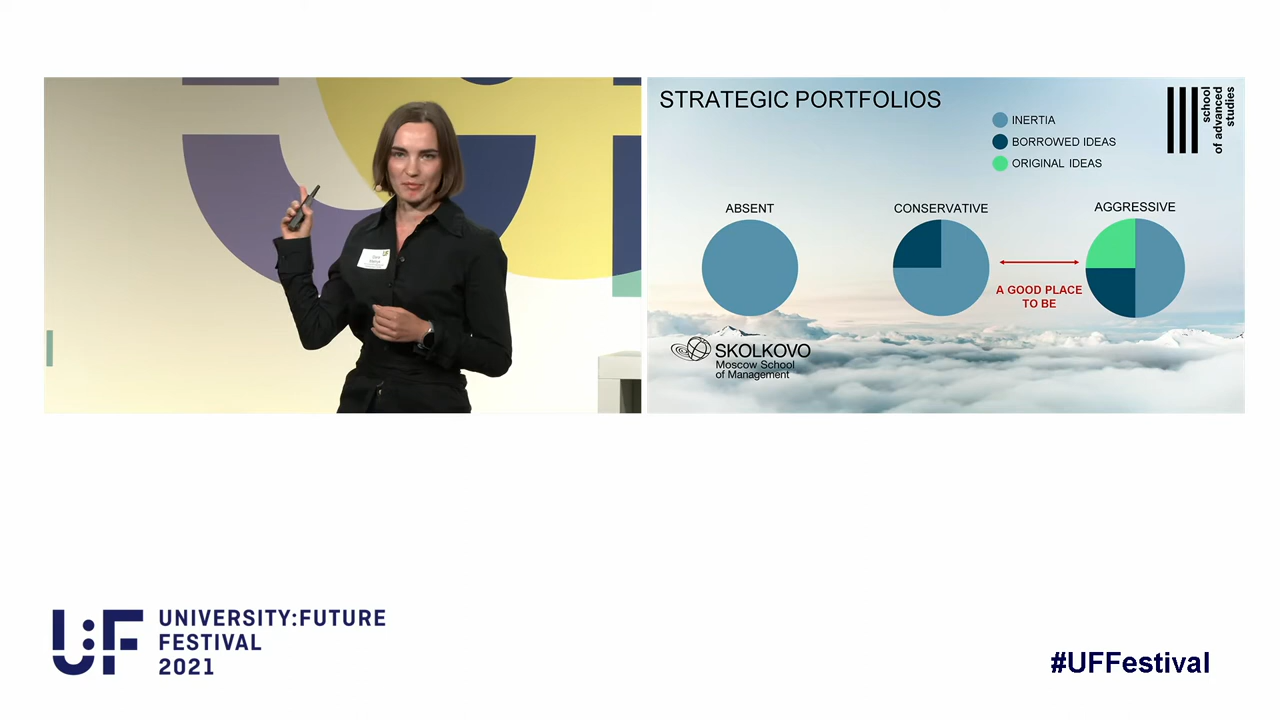 STRATEGIC PORTFOLIOS
INERTIA
BORROWED IDEAS
ORIGINAL IDEAS
school
of advanced
studies
ABSENT
CONSERVATIVE
AGGRESSIVE
A GOOD PLACE
TO BE
SKOLKOVO
Moscow School
of Management
U:F
UNIVERSITY:FUTURE
FESTIVAL
2021
#UFFestival